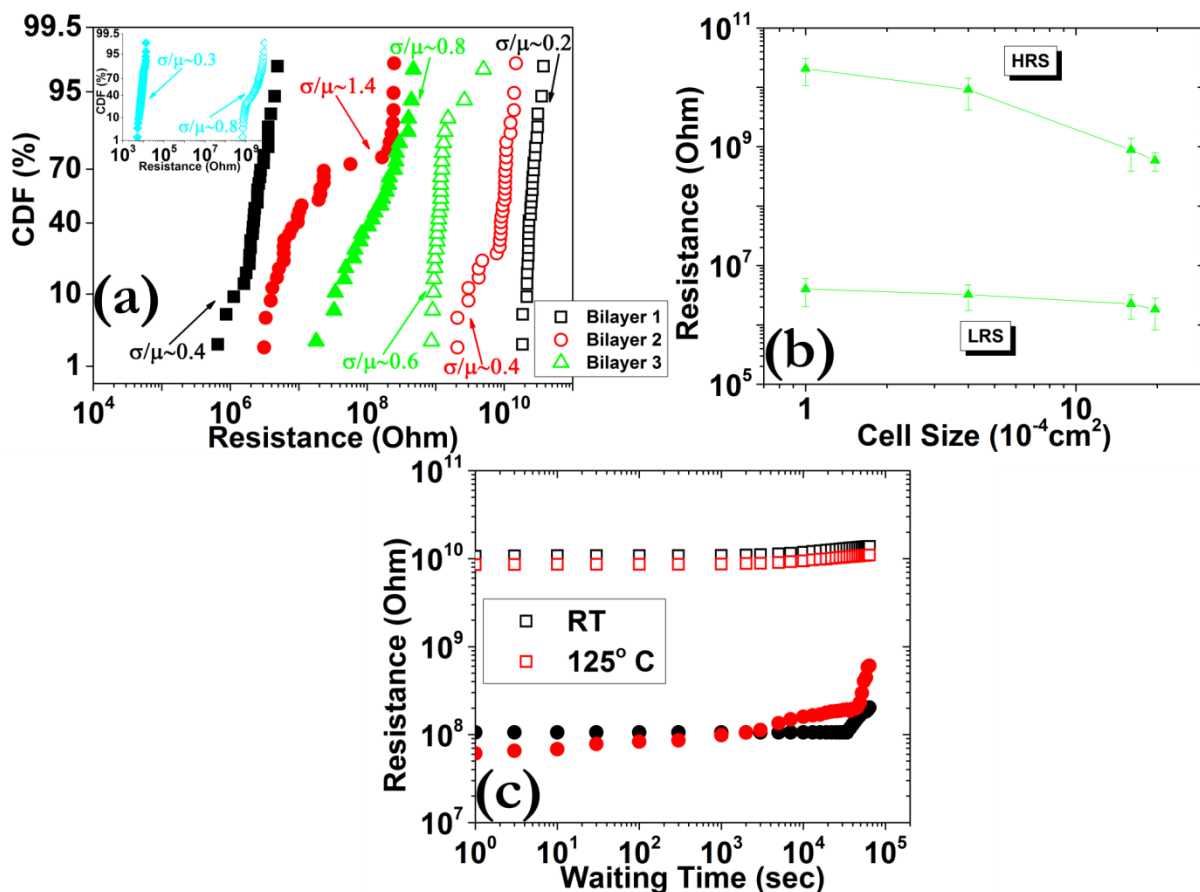 (a)
CDF (%)
99.5
95
70
40
10
1
10⁴ 10⁶ 10⁸ 10¹⁰
Resistance (Ohm)
σ/μ~0.4
σ/μ~1.4
σ/μ~0.8
σ/μ~0.2
σ/μ~0.6
σ/μ~0.4
Bilayer 1
Bilayer 2
Bilayer 3
CDF (%)
99.5
95
70
40
10
1
10³ 10⁵ 10⁷ 10⁹
Resistance (Ohm)
σ/μ~0.3
σ/μ~0.8
(b)
Resistance (Ohm)
10¹¹
10⁹
10⁷
10⁵
HRS
LRS
1 10
Cell Size (10⁻⁴cm²)
(c)
Resistance (Ohm)
10¹¹
10¹⁰
10⁹
10⁸
10⁷
RT
125° C
10⁰ 10¹ 10² 10³ 10⁴ 10⁵
Waiting Time (sec)